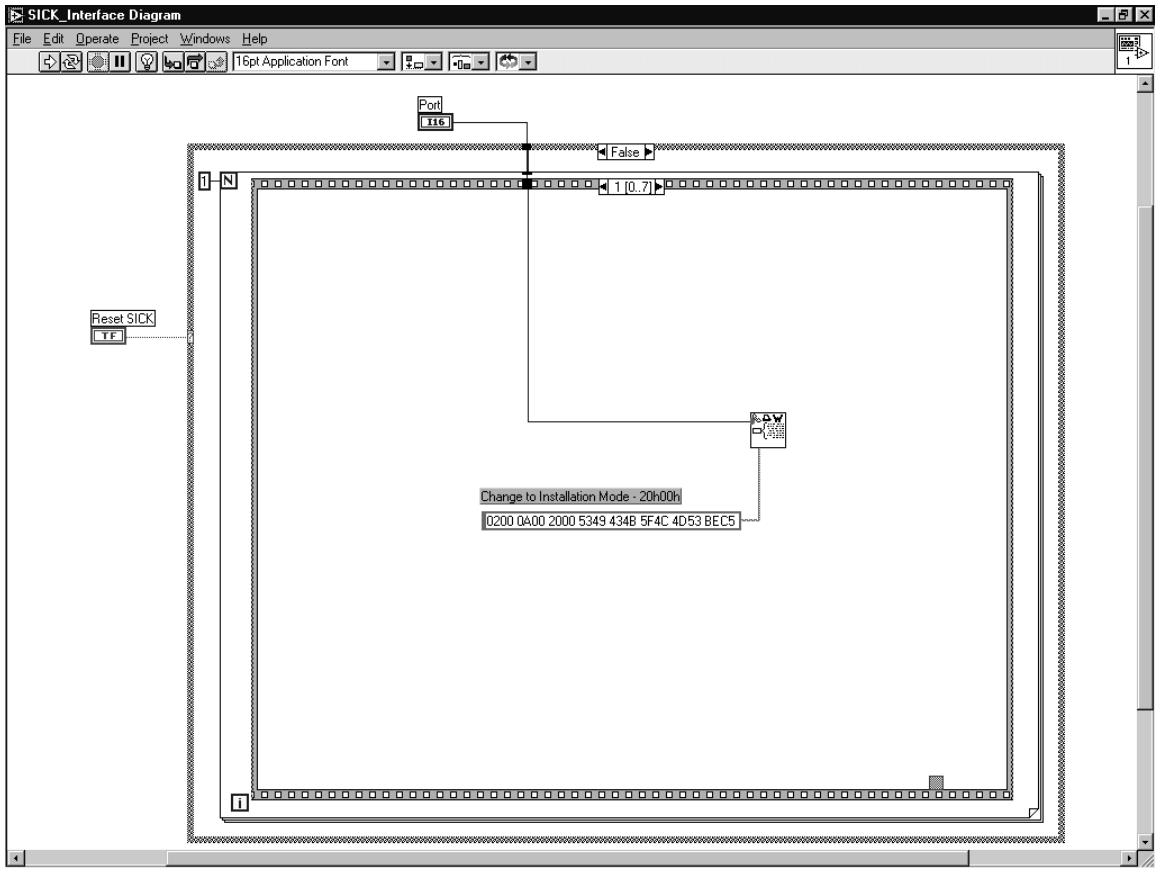 SICK_Interface Diagram
File Edit Operate Project Windows Help
16pt Application Font
1
Port
I16
False
1 N
1 [0..7]
Reset SICK
TF
Change to Installation Mode - 20h00h
0200 0A00 2000 5349 434B 5F4C 4D53 BEC5
i